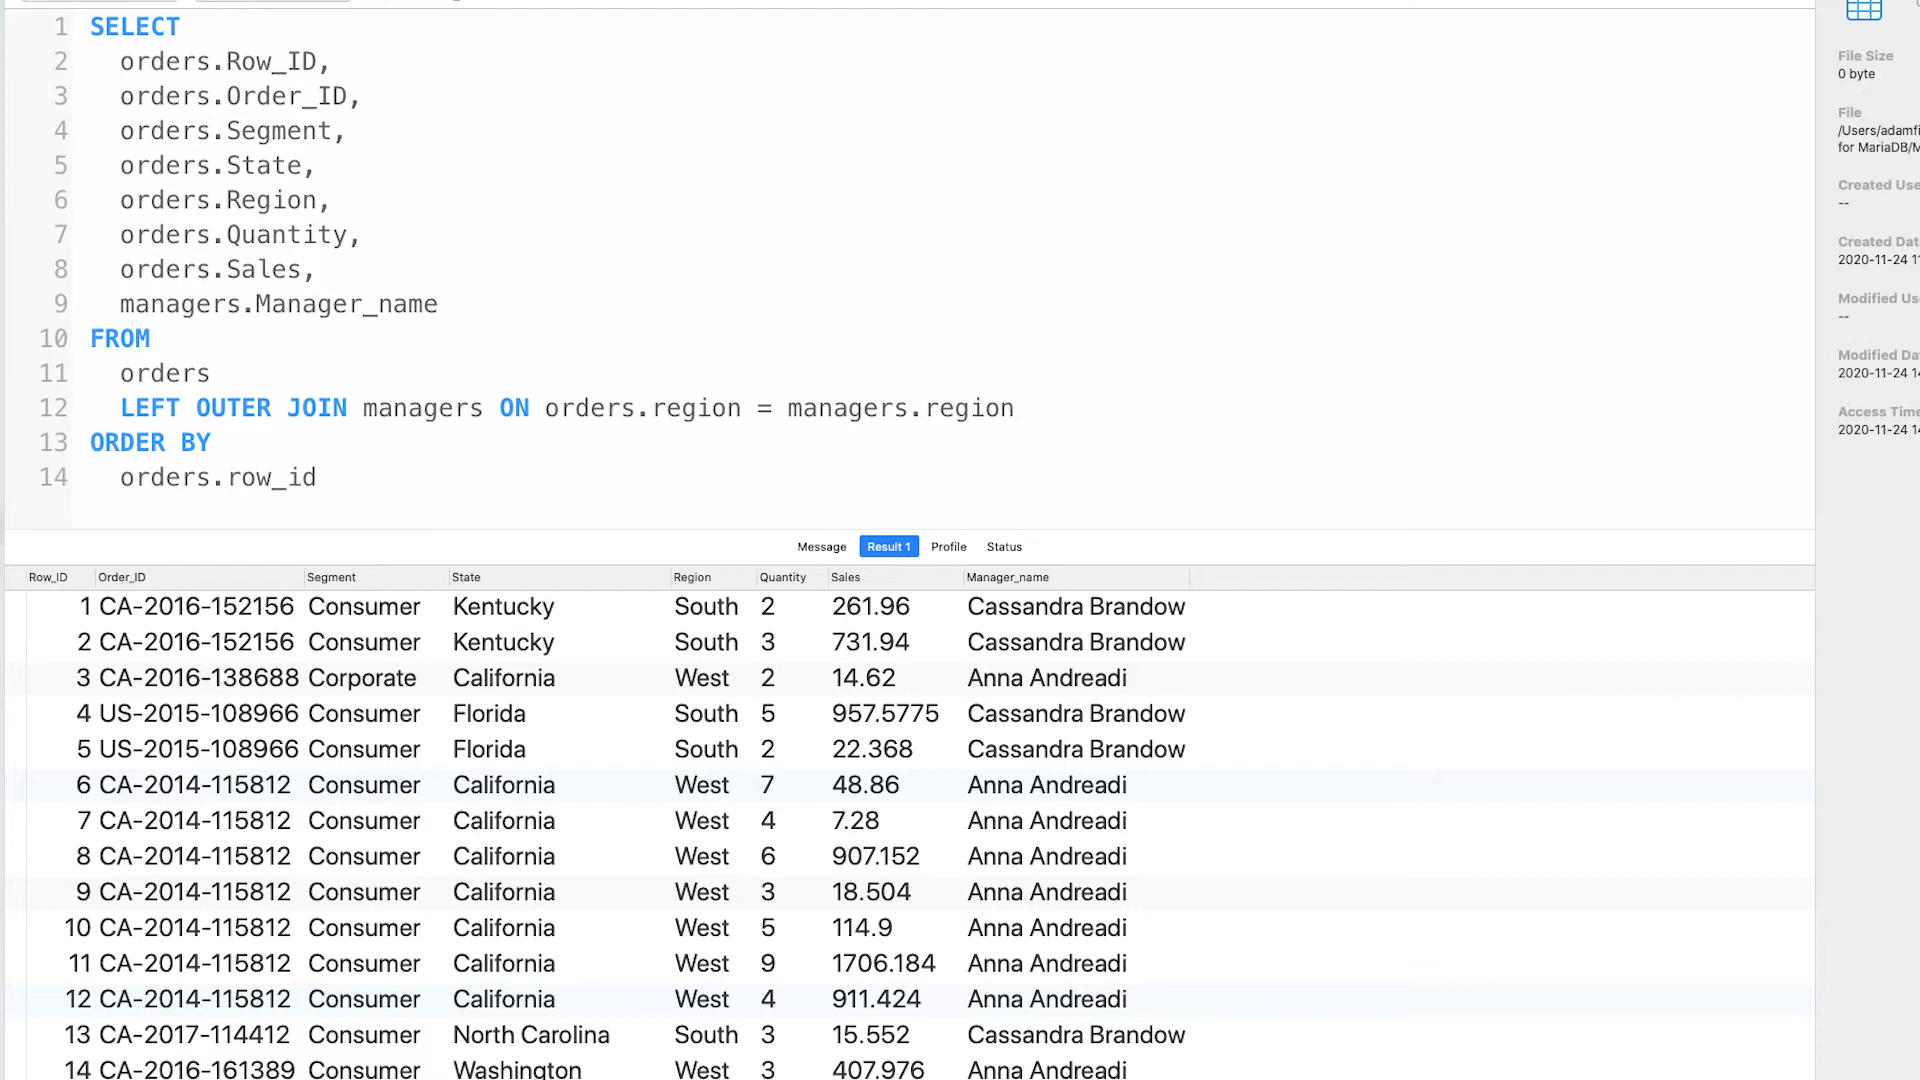 1 SELECT
2 orders.Row_ID,
3 orders.Order_ID,
4 orders.Segment,
5 orders.State,
6 orders.Region,
7 orders.Quantity,
8 orders.Sales,
9 managers.Manager_name
10 FROM
11 orders
12 LEFT OUTER JOIN managers ON orders.region = managers.region
13 ORDER BY
14 orders.row_id
Message Result 1 Profile Status
Row_ID Order_ID Segment State Region Quantity Sales Manager_name
1 CA-2016-152156 Consumer Kentucky South 2 261.96 Cassandra Brandow
2 CA-2016-152156 Consumer Kentucky South 3 731.94 Cassandra Brandow
3 CA-2016-138688 Corporate California West 2 14.62 Anna Andreadi
4 US-2015-108966 Consumer Florida South 5 957.5775 Cassandra Brandow
5 US-2015-108966 Consumer Florida South 2 22.368 Cassandra Brandow
6 CA-2014-115812 Consumer California West 7 48.86 Anna Andreadi
7 CA-2014-115812 Consumer California West 4 7.28 Anna Andreadi
8 CA-2014-115812 Consumer California West 6 907.152 Anna Andreadi
9 CA-2014-115812 Consumer California West 3 18.504 Anna Andreadi
10 CA-2014-115812 Consumer California West 5 114.9 Anna Andreadi
11 CA-2014-115812 Consumer California West 9 1706.184 Anna Andreadi
12 CA-2014-115812 Consumer California West 4 911.424 Anna Andreadi
13 CA-2017-114412 Consumer North Carolina South 3 15.552 Cassandra Brandow
14 CA-2016-161389 Consumer Washington West 3 407.976 Anna Andreadi
File Size
0 byte
File
/Users/adamfi
for MariaDB/M
Created Use
--
Created Dat
2020-11-24 11
Modified Us
--
Modified Da
2020-11-24 14
Access Time
2020-11-24 14